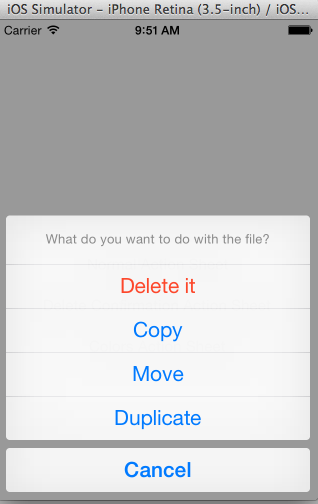 iOS Simulator – iPhone Retina (3.5-inch) / iOS...
Carrier 9:51 AM
What do you want to do with the file?
Delete it
Copy
Move
Duplicate
Cancel